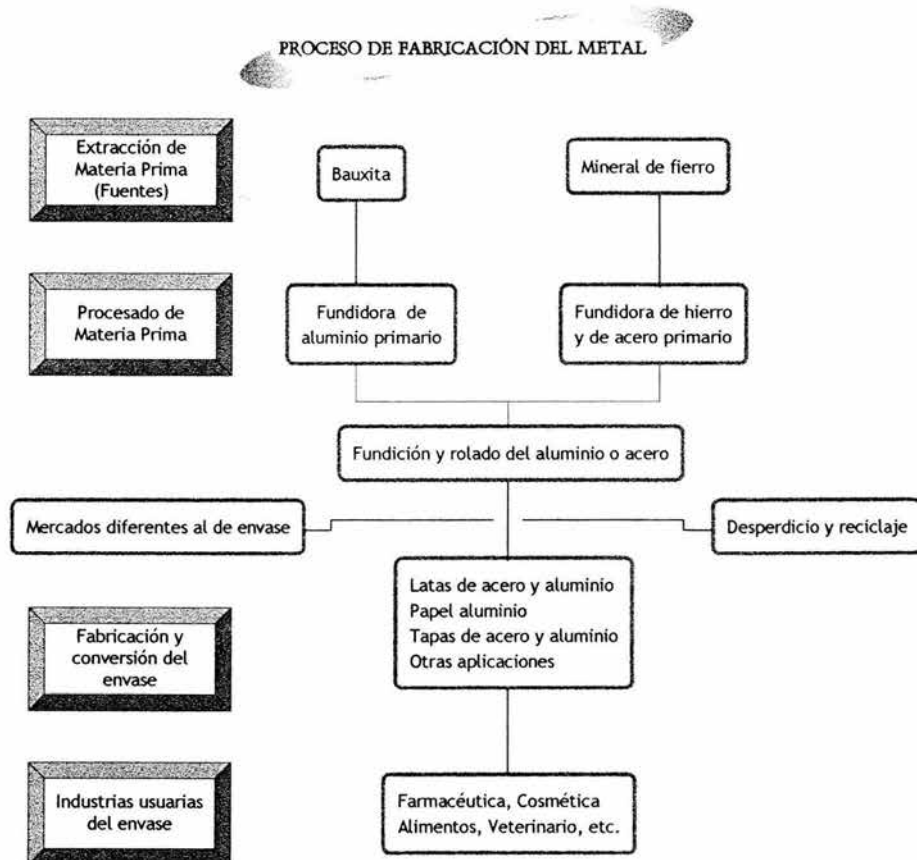 PROCESO DE FABRICACIÓN DEL METAL
Extracción de
Materia Prima
(Fuentes)
Bauxita
Mineral de fierro
Procesado de
Materia Prima
Fundidora de
aluminio primario
Fundidora de hierro
y de acero primario
Fundición y rolado del aluminio o acero
Mercados diferentes al de envase
Desperdicio y reciclaje
Latas de acero y aluminio
Papel aluminio
Tapas de acero y aluminio
Otras aplicaciones
Fabricación y
conversión del
envase
Industrias usuarias
del envase
Farmacéutica, Cosmética
Alimentos, Veterinario, etc.